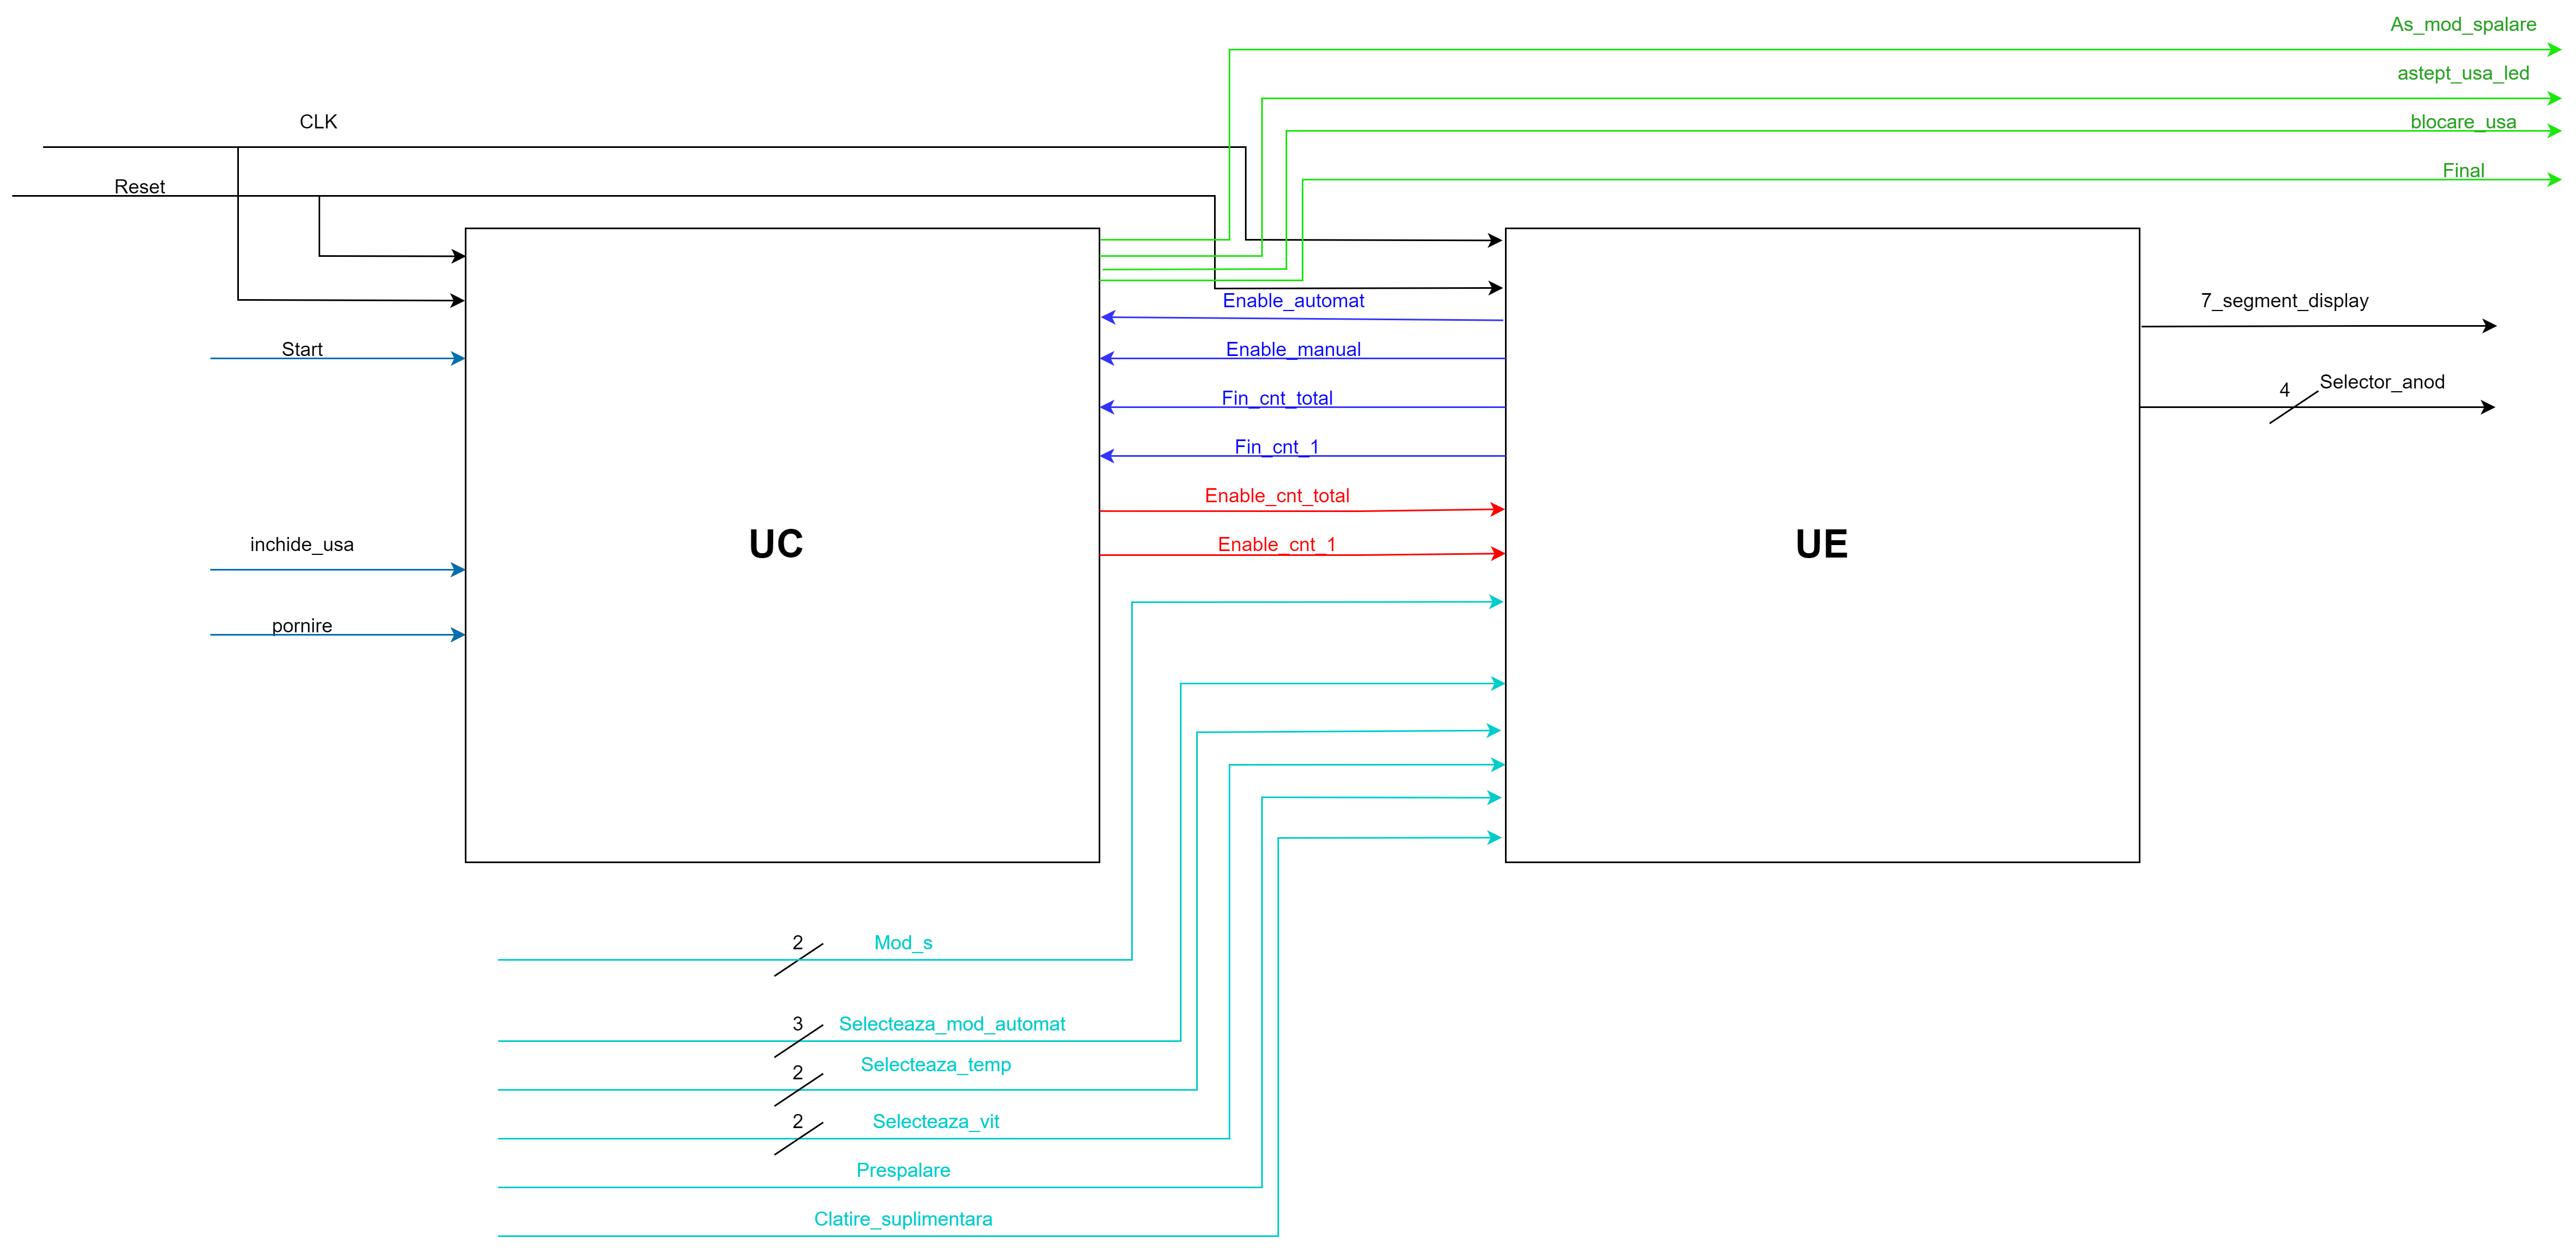 As_mod_spalare
astept_usa_led
CLK
blocare_usa
Final
Reset
Enable_automat
7_segment_display
Start
Enable_manual
4
Selector_anod
Fin_cnt_total
Fin_cnt_1
Enable_cnt_total
inchide_usa
UC
Enable_cnt_1
UE
pornire
2
Mod_s
3
Selecteaza_mod_automat
2
Selecteaza_temp
2
Selecteaza_vit
Prespalare
Clatire_suplimentara